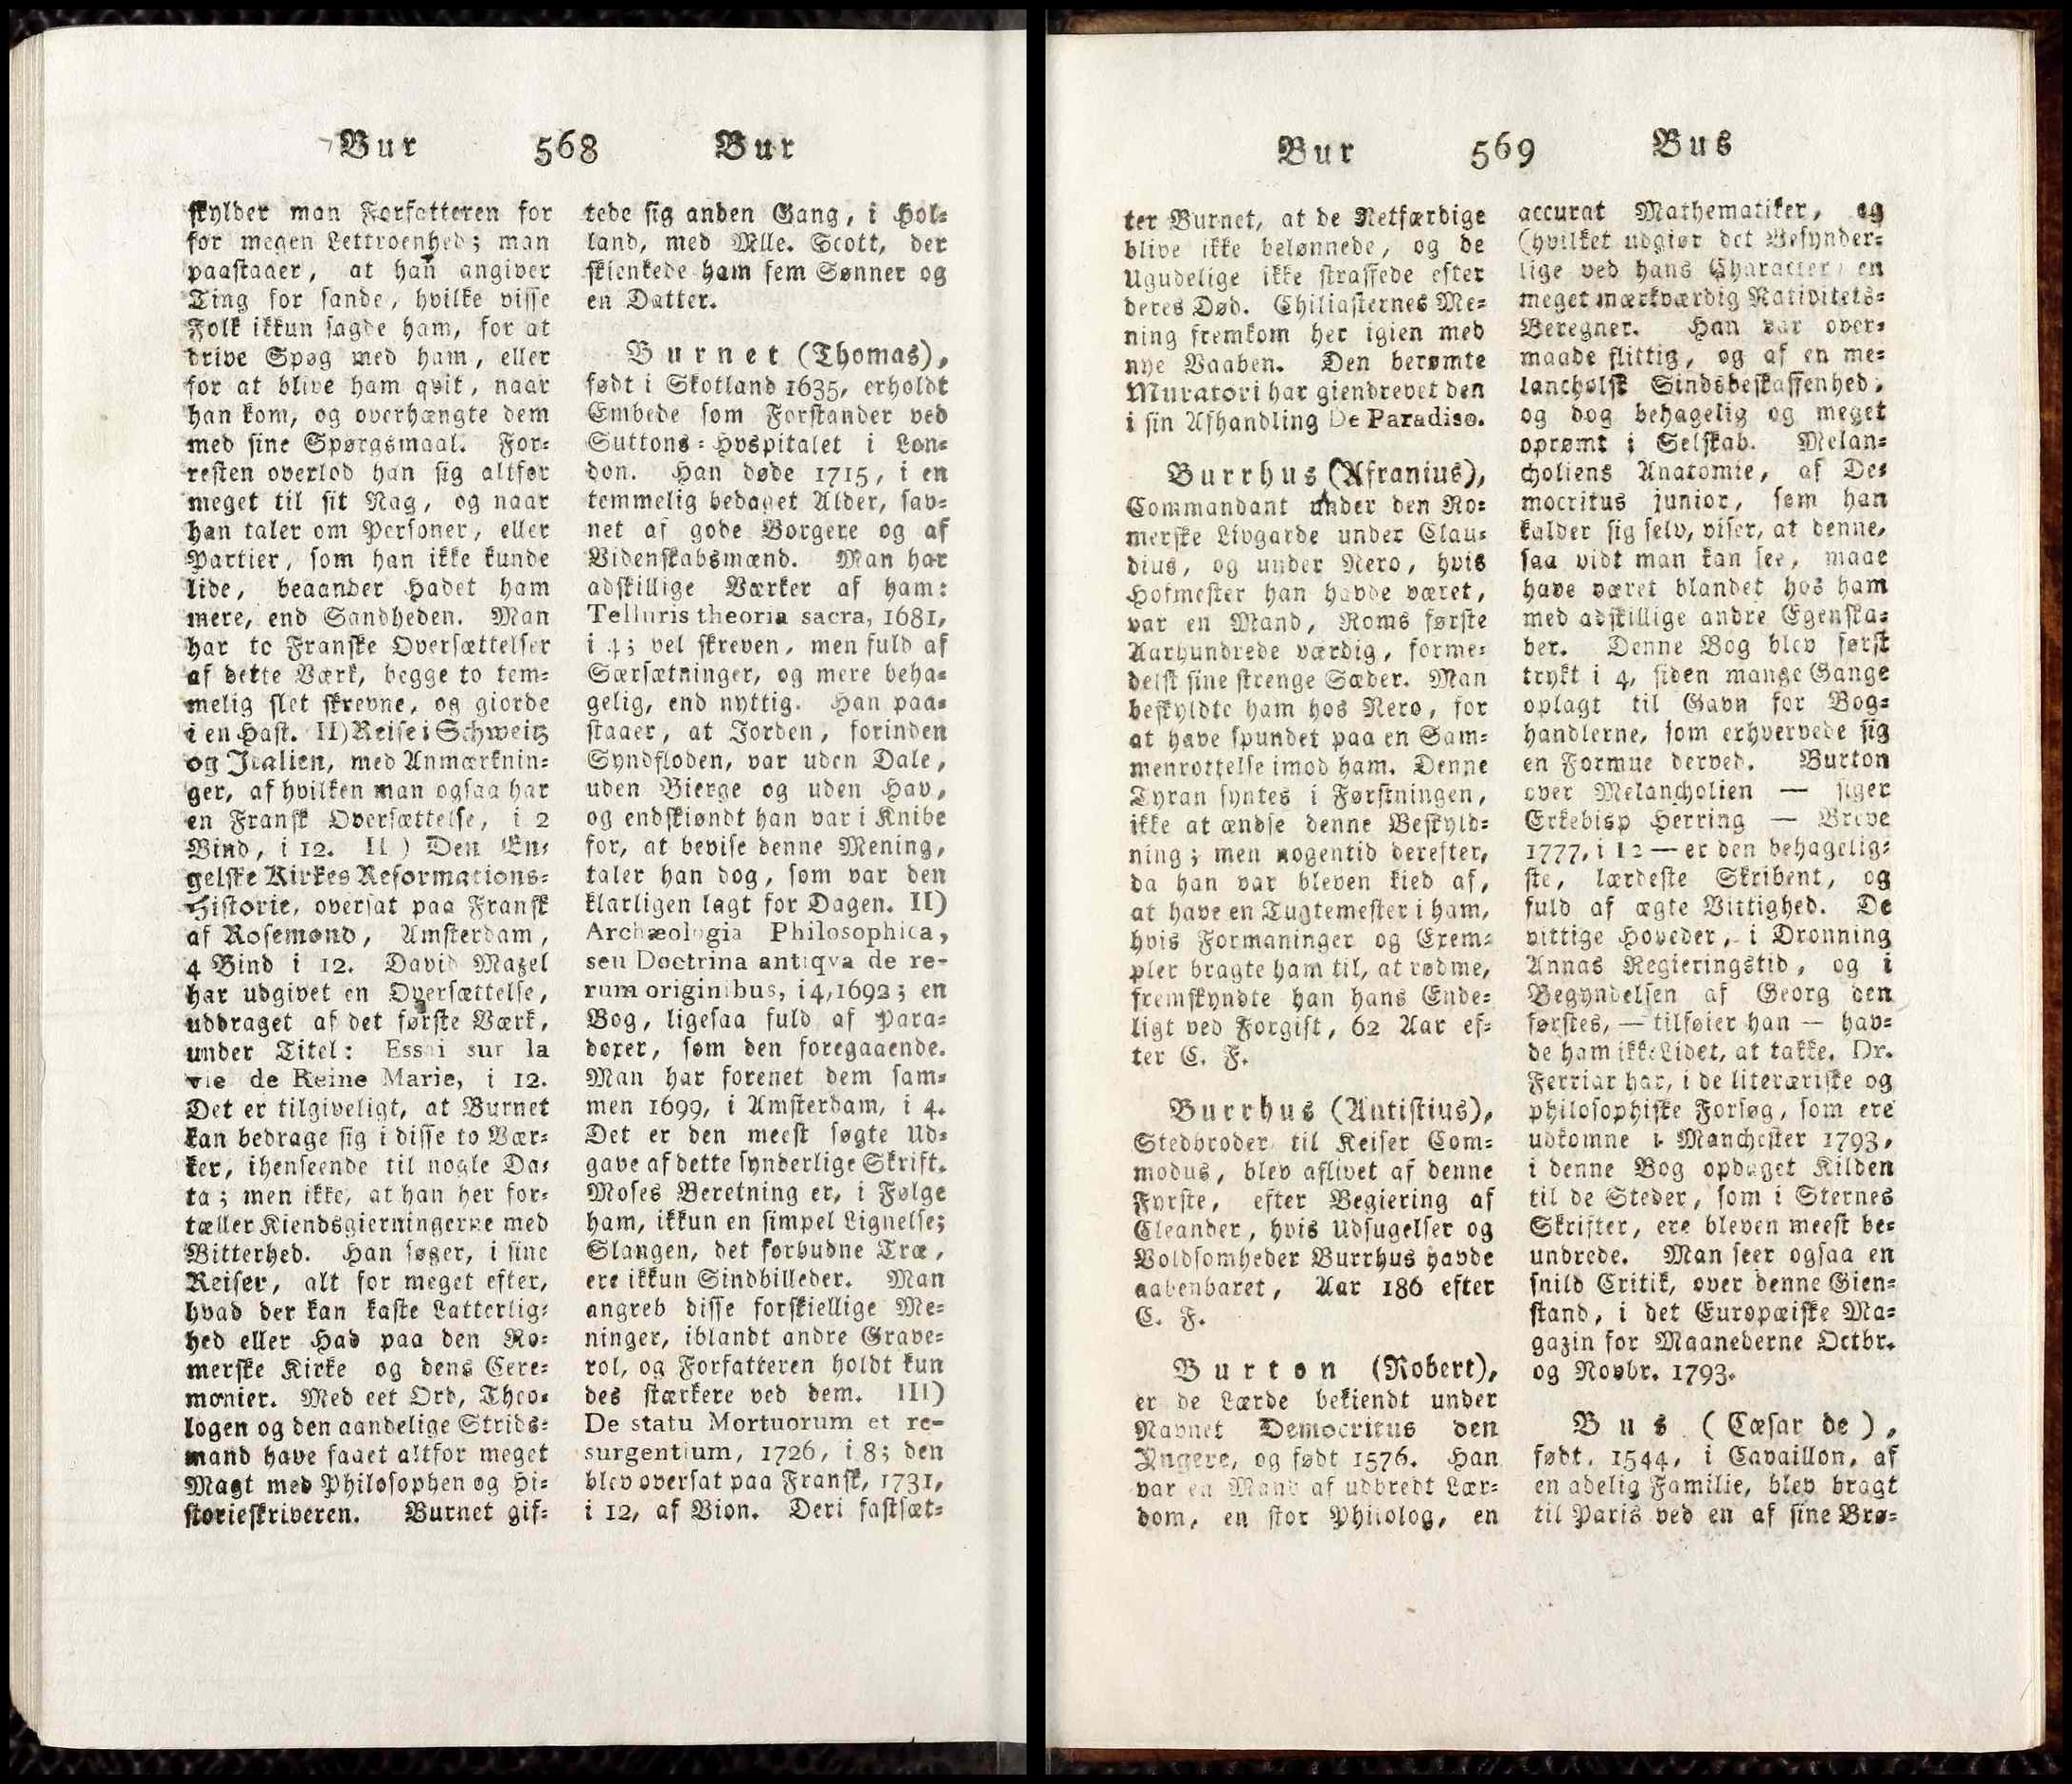 Bur 568 Bur
skylder man Forfatteren for
for megen Lettroenhed; man
paastaaer, at han angiver
Ting for sande, hvilke visse
Folk ikkun sagde ham, for at
drive Spøg med ham, eller
for at blive ham qvit, naar
han kom, og overhængte dem
med sine Spørgsmaal. For-
resten overlod han sig altfor
meget til sit Nag, og naar
han taler om Personer, eller
Partier, som han ikke kunde
lide, beaander Hadet ham
mere, end Sandheden. Man
har to Franske Oversættelser
af dette Værk, begge to tem-
melig slet skrevne, og giorde
i en Hast. II) Reise i Schweitz
og Italien, med Anmærknin-
ger, af hvilken man ogsaa har
en Fransk Oversættelse, i 2
Bind, i 12. II) Den En-
gelske Kirkes Reformations-
Historie, oversat paa Fransk
af Rosemond, Amsterdam,
4 Bind i 12. David Mazel
har udgivet en Oversættelse,
uddraget af det første Værk,
under Titel: Essai sur la
vie de Reine Marie, i 12.
Det er tilgiveligt, at Burnet
kan bedrage sig i disse to Vær-
ker, ihenseende til nogle Da-
ta; men ikke, at han her for-
tæller Kiendsgierningerne med
Bitterhed. Han søger, i sine
Reiser, alt for meget efter,
hvad der kan kaste Latterlig-
hed eller Had paa den Ro-
merske Kirke og dens Cere-
monier. Med eet Ord, Theo-
logen og den aandelige Strids-
mand have faaet altfor meget
Magt med Philosophen og Hi-
storieskriveren. Burnet gif-
tede sig anden Gang, i Hol-
land, med Mlle. Scott, der
skienkede ham fem Sønner og
en Datter.
Burnet (Thomas),
født i Skotland 1635, erholdt
Embede som Forstander ved
Suttons-Hospitalet i Lon-
don. Han døde 1715, i en
temmelig bedaget Alder, sav-
net af gode Borgere og af
Videnskabsmænd. Man har
adskillige Værker af ham:
Telluris theoria sacra, 1681,
i 4; vel skreven, men fuld af
Særsætninger, og mere beha-
gelig, end nyttig. Han paa-
staaer, at Jorden, forinden
Syndfloden, var uden Dale,
uden Bierge og uden Hav,
og endskiøndt han var i Knibe
for, at bevise denne Mening,
taler han dog, som var den
klarligen lagt for Dagen. II)
Archæologia Philosophica,
seu Doctrina antiqva de re-
rum originibus, i 4, 1692; en
Bog, ligesaa fuld af Para-
doxer, som den foregaaende.
Man har forenet dem sam-
men 1699, i Amsterdam, i 4.
Det er den meest søgte Ud-
gave af dette synderlige Skrift.
Moses Beretning er, i Følge
ham, ikkun en simpel Lignelse;
Slangen, det forbudne Træ,
ere ikkun Sindbilleder. Man
angreb disse forskiellige Me-
ninger, iblandt andre Grave-
rol, og Forfatteren holdt kun
des stærkere ved dem. III)
De statu Mortuorum et re-
surgentium, 1726, i 8; den
blev oversat paa Fransk, 1731,
i 12, af Bion. Deri fastsæt-
Bur 569 Bus
ter Burnet, at de Retfærdige
blive ikke belønnede, og de
Ugudelige ikke straffede efter
deres Død. Chiliasternes Me-
ning fremkom her igien med
nye Vaaben. Den berømte
Muratori har giendrevet den
i sin Afhandling De Paradiso.
Burrhus (Afranius),
Commandant under den Ro-
merske Livgarde under Clau-
dius, og under Nero, hvis
Hofmester han havde været,
var en Mand, Roms første
Aarhundrede værdig, forme-
delst sine strenge Sæder. Man
beskyldte ham hos Nero, for
at have spundet paa en Sam-
menrottelse imod ham. Denne
Tyran syntes i Førstningen,
ikke at ændse denne Beskyld-
ning; men nogentid derefter,
da han var bleven kied af,
at have en Tugtemester i ham,
hvis Formaninger og Exem-
pler bragte ham til, at rødme,
fremskyndte han hans Ende-
ligt ved Forgift, 62 Aar ef-
ter C. F.
Burrhus (Antistius),
Stedbroder til Keiser Com-
modus, blev aflivet af denne
Fyrste, efter Begiering af
Cleander, hvis Udsugelser og
Voldsomheder Burrhus havde
aabenbaret, Aar 186 efter
C. F.
Burton (Robert),
er de Lærde bekiendt under
Navnet Democritus den
Yngere, og født 1576. Han
var en Mand af udbredt Lær-
dom, en stor Philolog, en
accurat Mathematiker, og
(hvilket udgiør det Besynder-
lige ved hans Character) en
meget mærkværdig Nativitets-
Beregner. Han var over-
maade flittig, og af en me-
lancholsk Sindsbeskaffenhed,
og dog behagelig og meget
oprømt i Selskab. Melan-
choliens Anatomie, af De-
mocritus junior, som han
kalder sig selv, viser, at denne,
saa vidt man kan see, maae
have været blandet hos ham
med adskillige andre Egenska-
ber. Denne Bog blev først
trykt i 4, siden mange Gange
oplagt til Gavn for Bog-
handlerne, som erhvervede sig
en Formue derved. Burton
over Melancholien — siger
Erkebisp Herring — Breve
1777, i 12 — er den behagelig-
ste, lærdeste Skribent, og
fuld af ægte Vittighed. De
vittige Hoveder, i Dronning
Annas Regieringstid, og i
Begyndelsen af Georg den
førstes, — tilføier han — hav-
de ham ikke Lidet, at takke. Dr.
Ferriar har, i de literæriske og
philosophiske Forsøg, som ere
udkomne i Manchester 1793,
i denne Bog opdaget Kilden
til de Steder, som i Sternes
Skrifter, ere bleven meest be-
undrede. Man seer ogsaa en
snild Critik, over denne Gien-
stand, i det Europæiske Ma-
gazin for Maanederne Octbr.
og Novbr. 1793.
Bus (Cæsar de),
født. 1544, i Cavaillon, af
en adelig Familie, blev bragt
til Paris ved en af sine Brø-